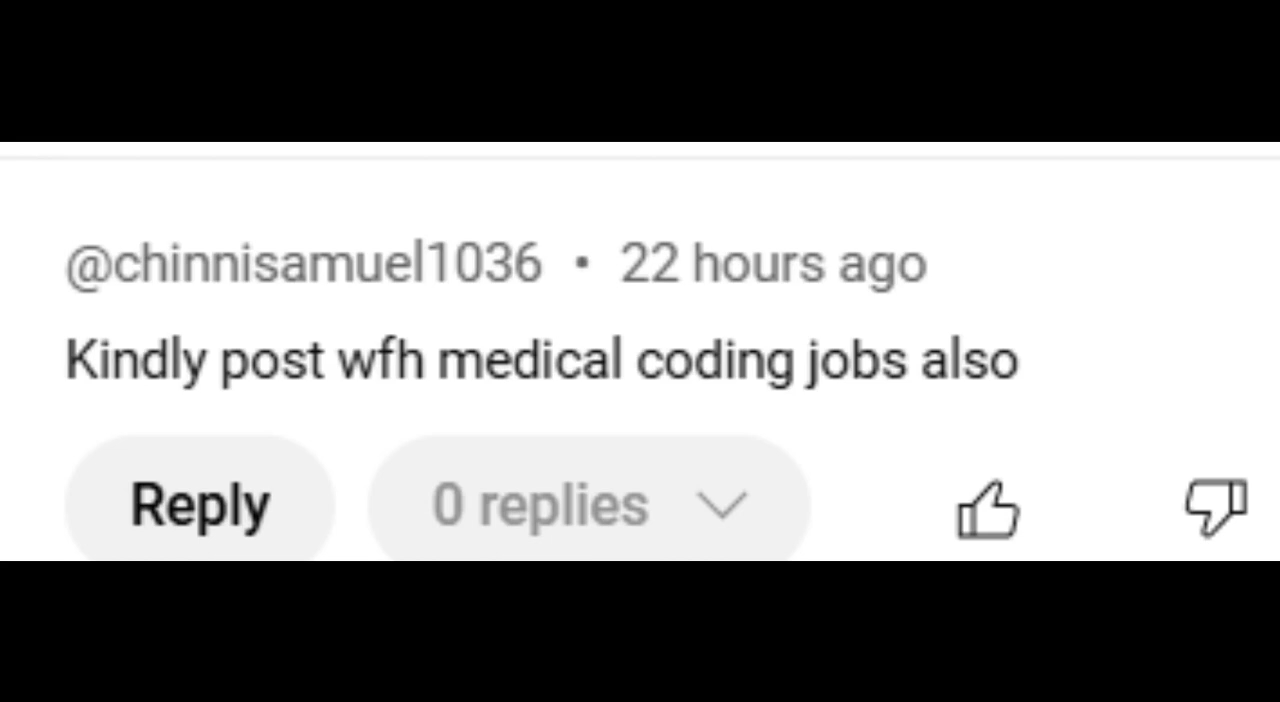 @chinnisamuel1036 • 22 hours ago
Kindly post wfh medical coding jobs also
Reply 0 replies